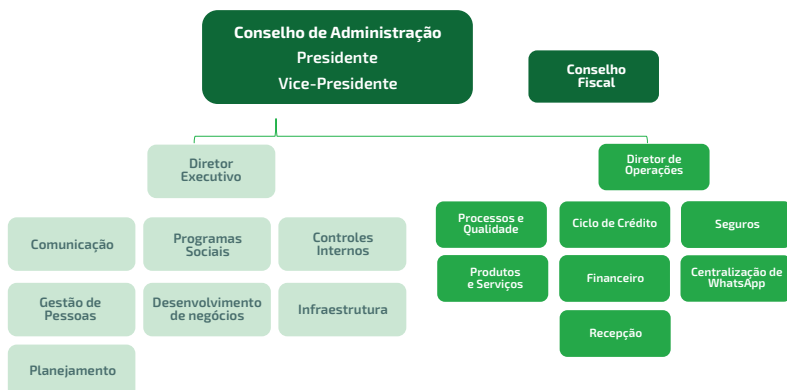 Conselho de Administração
Presidente
Vice-Presidente
Conselho
Fiscal
Diretor
Executivo
Diretor de
Operações
Comunicação
Programas
Sociais
Controles
Internos
Gestão de
Pessoas
Desenvolvimento
de negócios
Infraestrutura
Planejamento
Processos e
Qualidade
Ciclo de Crédito
Seguros
Produtos
e Serviços
Financeiro
Centralização de
WhatsApp
Recepção